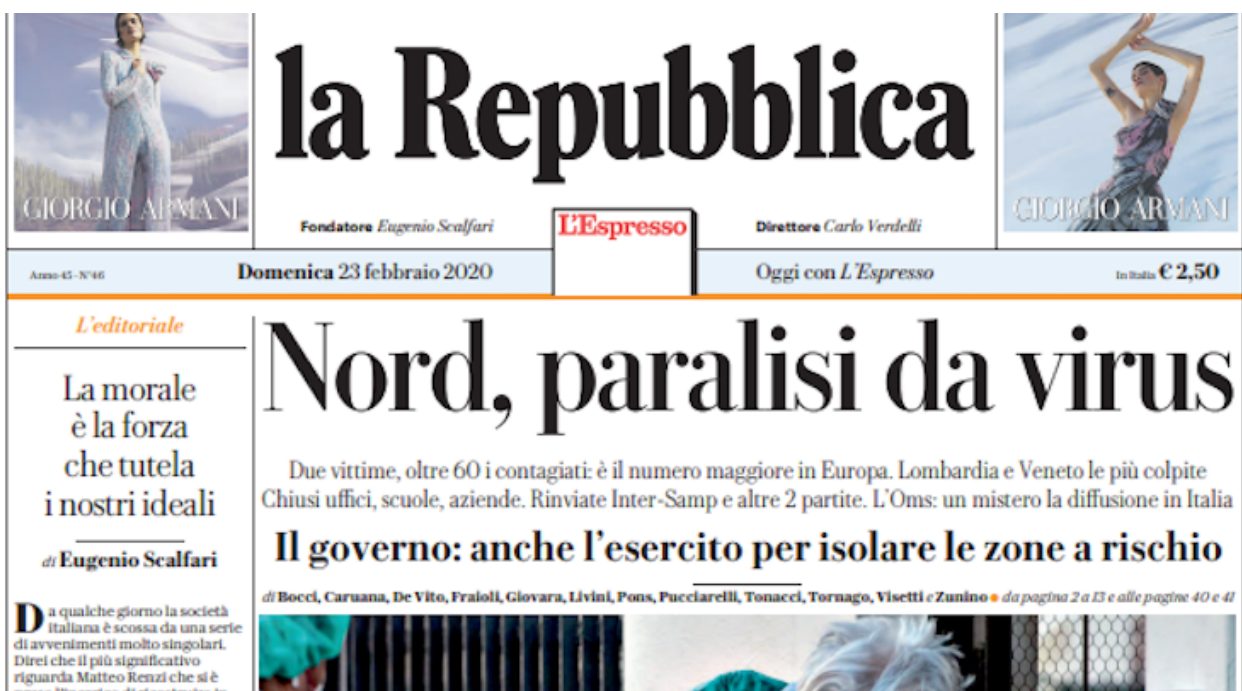 GIORGIO ARMANI
la Repubblica
GIORGIO ARMANI
Fondatore Eugenio Scalfari
L'Espresso
Direttore Carlo Verdelli
Anno 45 - N° 46
Domenica 23 febbraio 2020
Oggi con L'Espresso
In Italia € 2,50
L'editoriale
La morale
è la forza
che tutela
i nostri ideali
di Eugenio Scalfari
Da qualche giorno la società
italiana è scossa da una serie
di avvenimenti molto singolari.
Direi che il più significativo
riguarda Matteo Renzi che si è
Nord, paralisi da virus
Due vittime, oltre 60 i contagiati: è il numero maggiore in Europa. Lombardia e Veneto le più colpite
Chiusi uffici, scuole, aziende. Rinviate Inter-Samp e altre 2 partite. L'Oms: un mistero la diffusione in Italia
Il governo: anche l'esercito per isolare le zone a rischio
di Bocci, Caruana, De Vito, Fraioli, Giovara, Livini, Pons, Pucciarelli, Tonacci, Tornago, Visetti e Zunino ● da pagina 2 a 13 e alle pagine 40 e 41